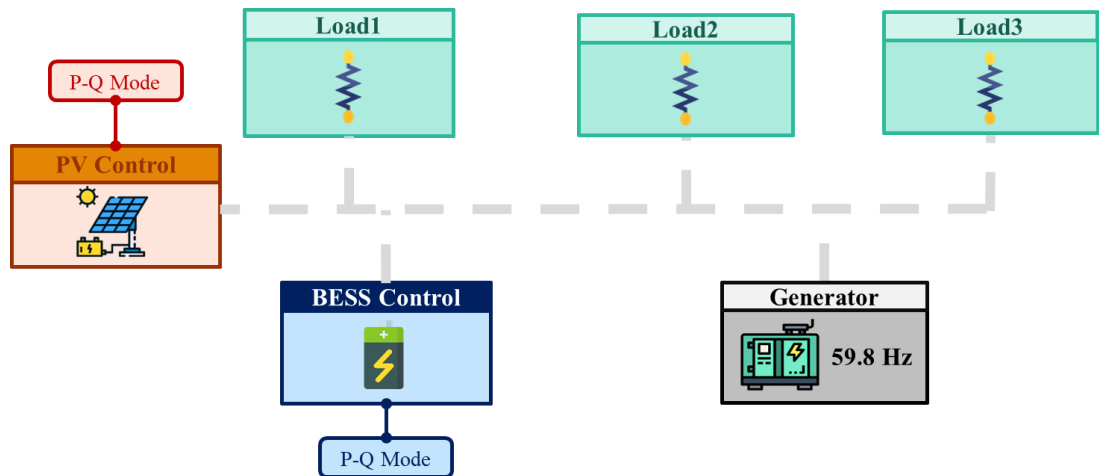 Load1
Load2
Load3
P-Q Mode
PV Control
BESS Control
Generator
59.8 Hz
P-Q Mode